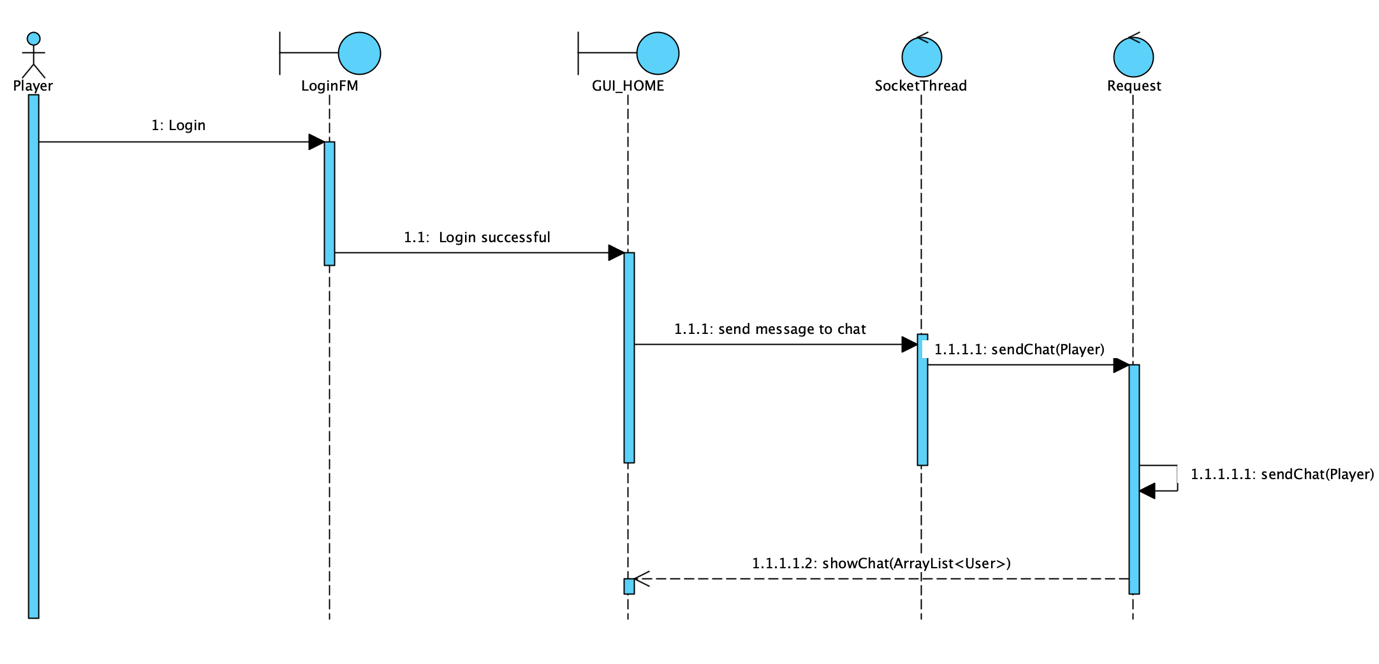 Player
LoginFM
GUI_HOME
SocketThread
Request
1: Login
1.1:  Login successful
1.1.1: send message to chat
1.1.1.1: sendChat(Player)
1.1.1.1.1: sendChat(Player)
1.1.1.1.2: showChat(ArrayList<User>)